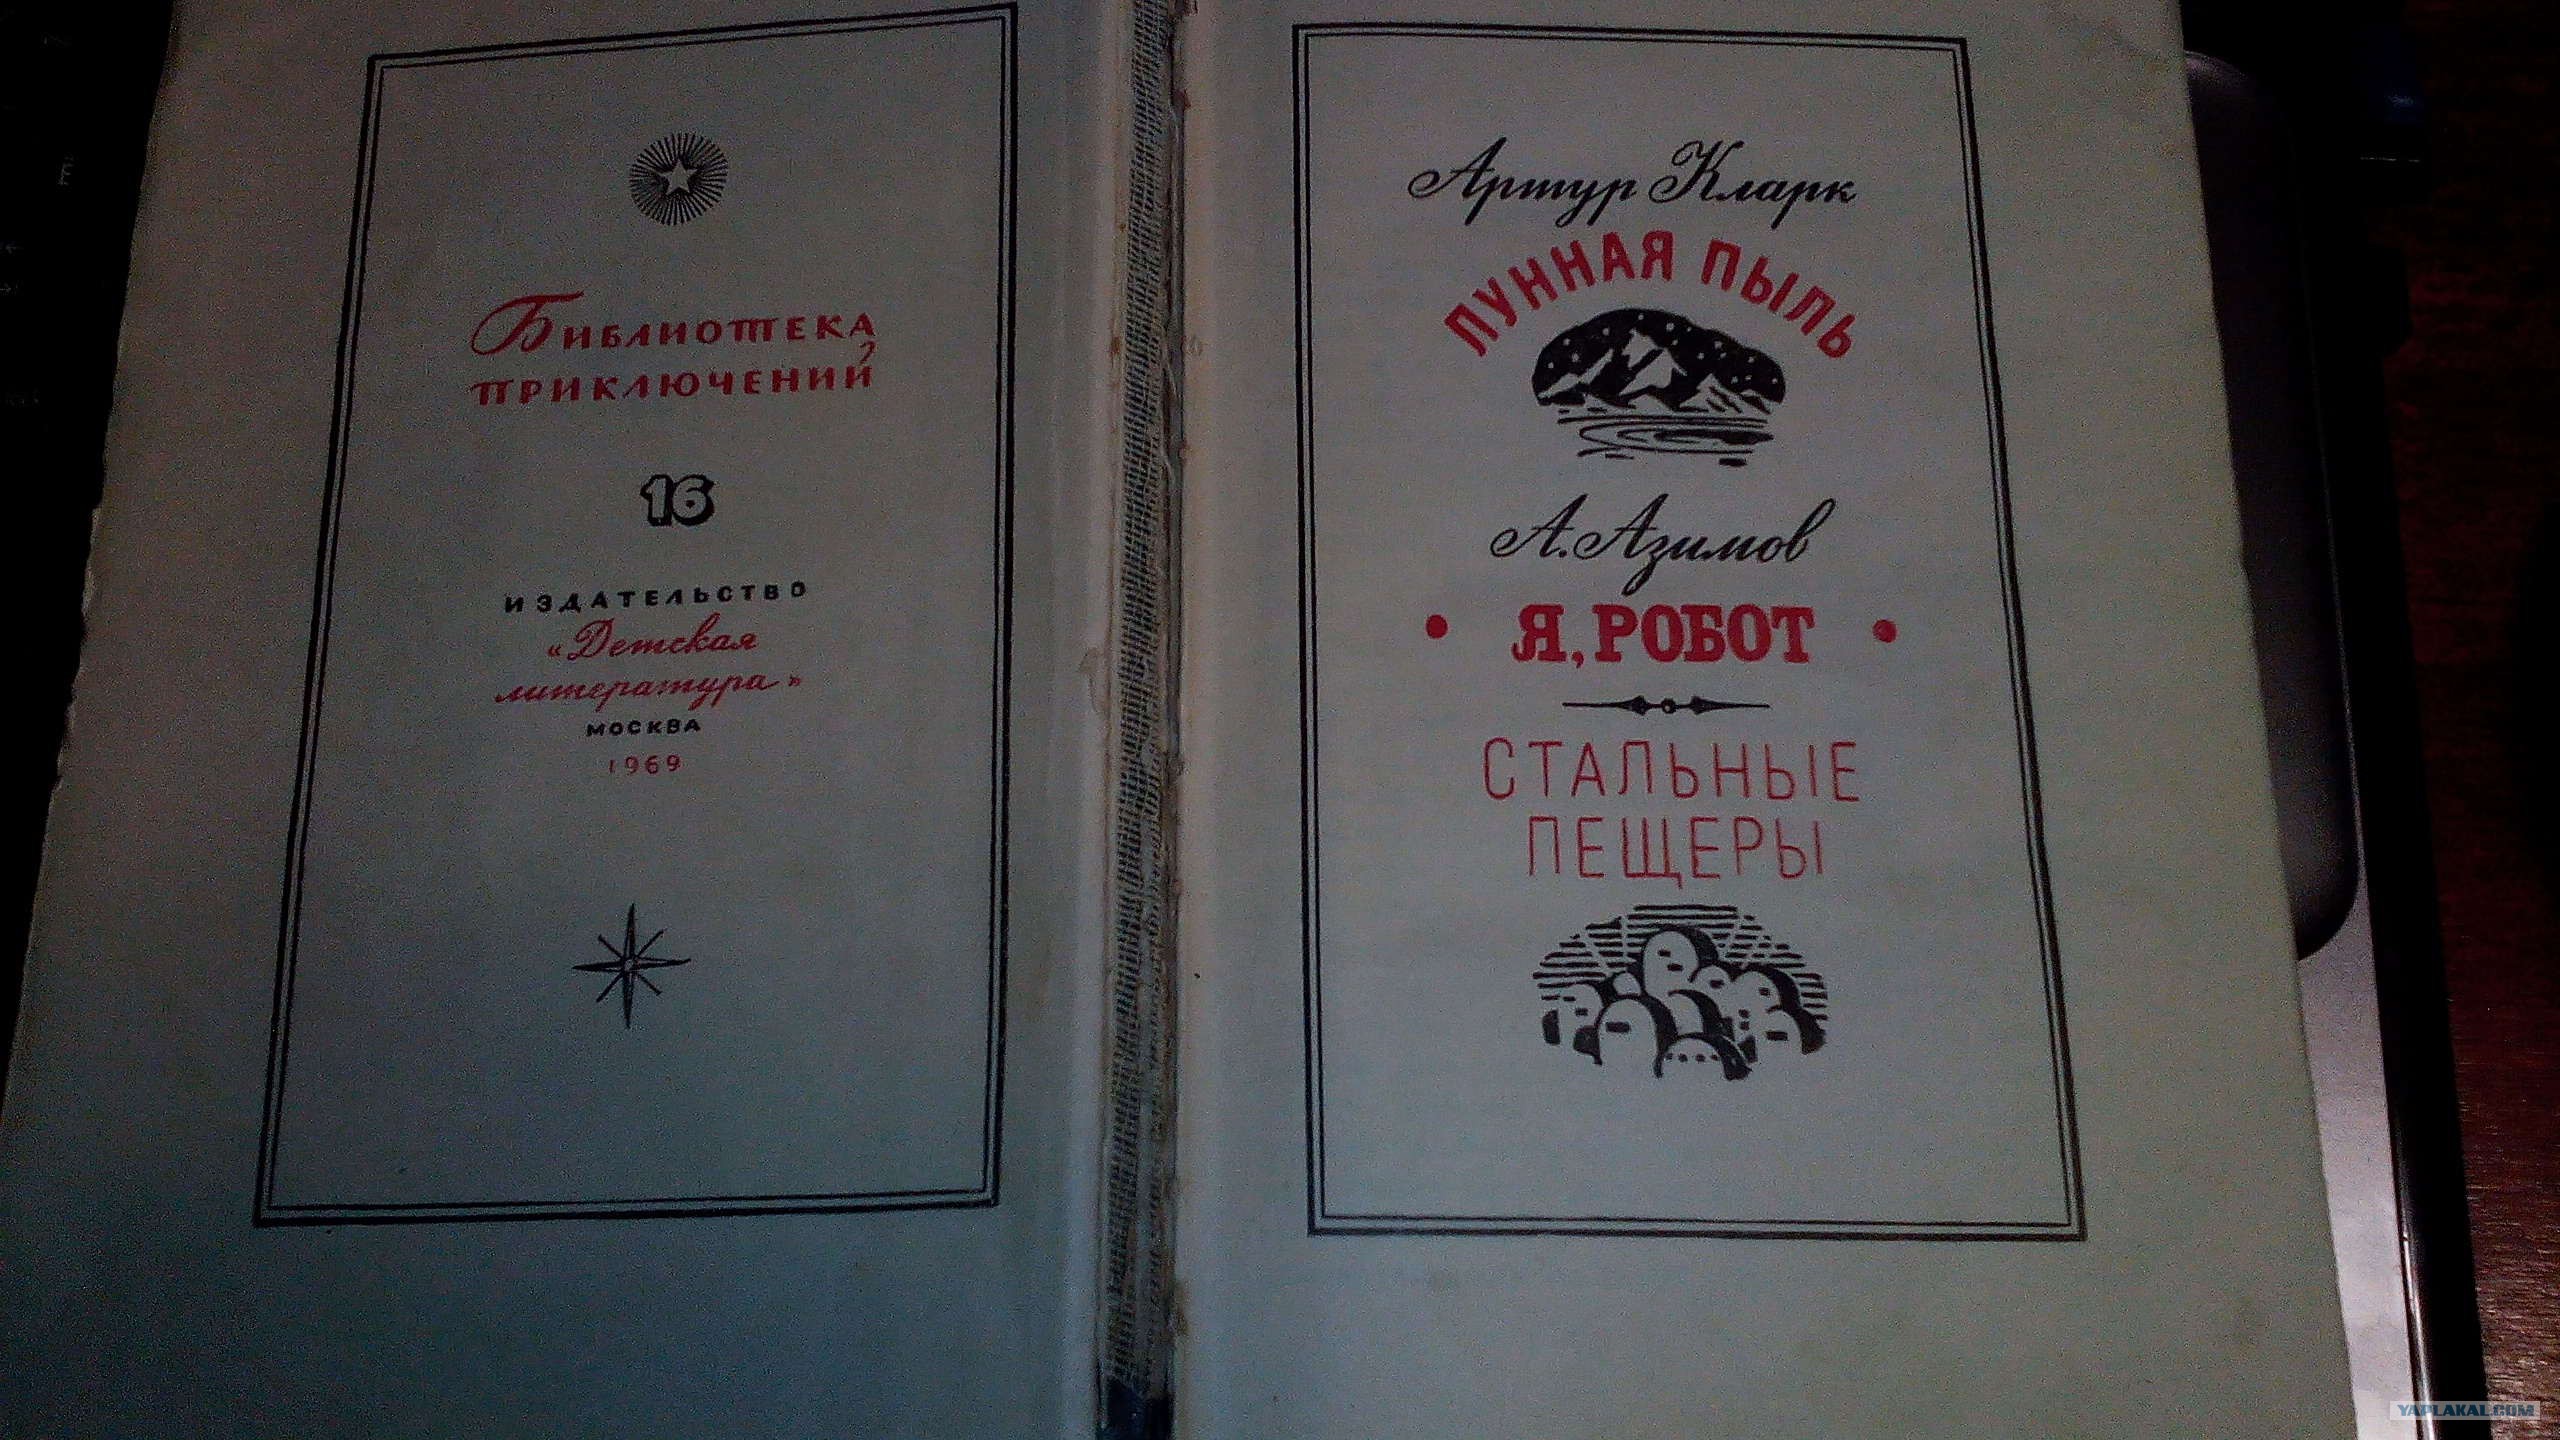 Библиотека
приключений
16
ИЗДАТЕЛЬСТВО
«Детская
литература»
МОСКВА
1969
Артур Кларк
ЛУННАЯ ПЫЛЬ
А. Азимов
• Я, РОБОТ •
СТАЛЬНЫЕ
ПЕЩЕРЫ
YAPLAKAL.COM